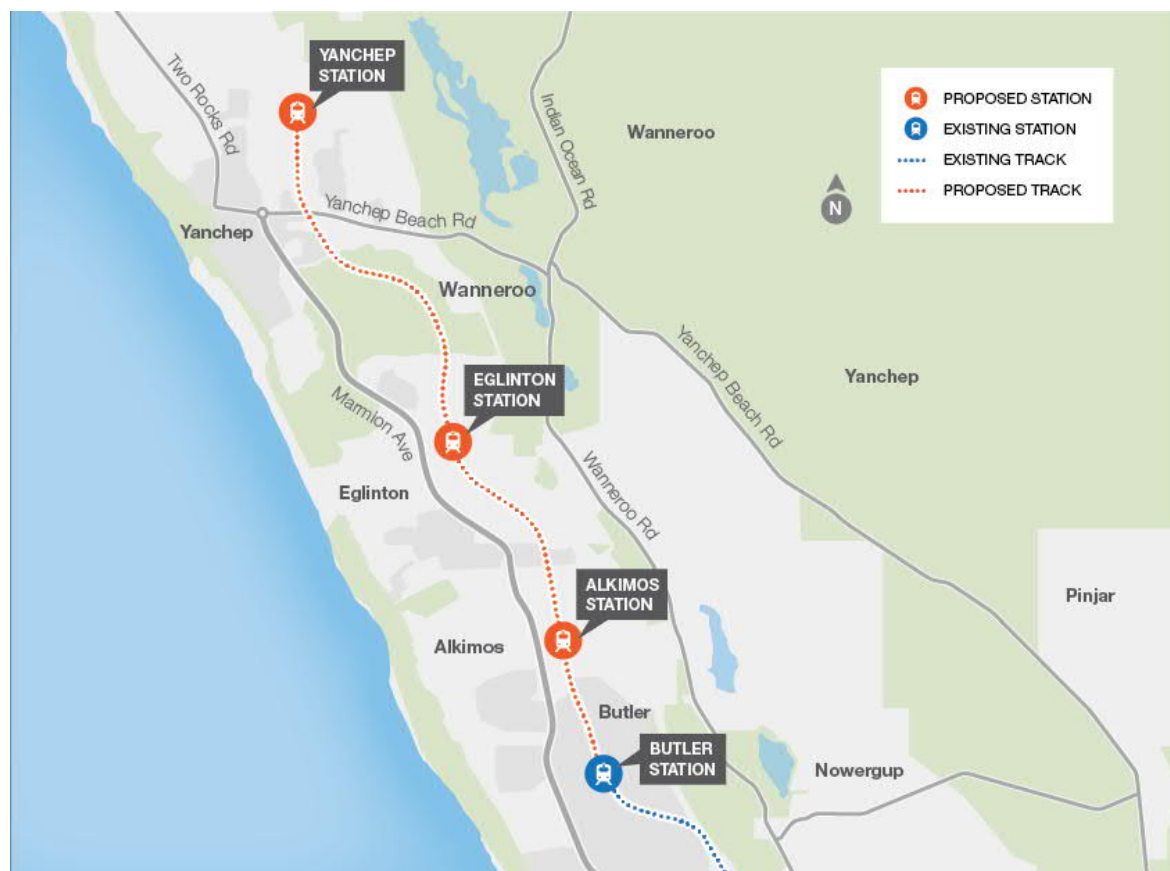 YANCHEP
STATION
Two Rocks Rd
Indian Ocean Rd
Wanneroo
PROPOSED STATION
EXISTING STATION
EXISTING TRACK
PROPOSED TRACK
N
Yanchep Beach Rd
Yanchep
Wanneroo
Yanchep Beach Rd
Yanchep
EGLINTON
STATION
Marmion Ave
Eglinton
Wanneroo Rd
ALKIMOS
STATION
Pinjar
Alkimos
Butler
BUTLER
STATION
Nowergup